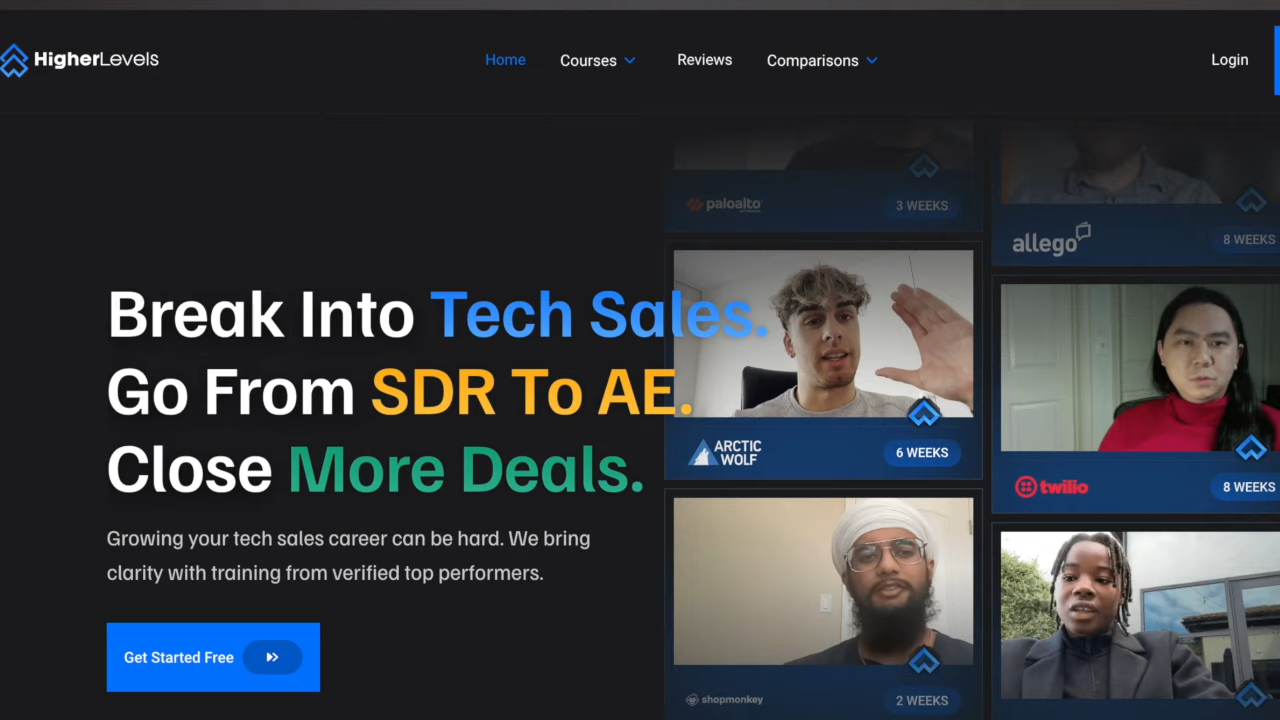 HigherLevels
Home
Courses
Reviews
Comparisons
Login
Break Into Tech Sales.
Go From SDR To AE.
Close More Deals.
Growing your tech sales career can be hard. We bring
clarity with training from verified top performers.
Get Started Free
paloalto
3 WEEKS
allego
8 WEEKS
ARCTIC
WOLF
6 WEEKS
twilio
8 WEEKS
shopmonkey
2 WEEKS